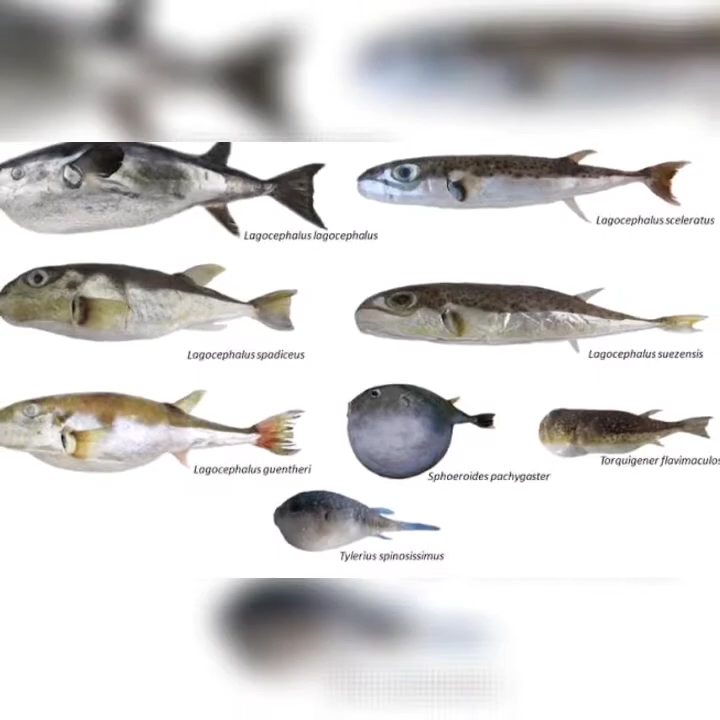 Lagocephalus lagocephalus
Lagocephalus sceleratus
Lagocephalus spadiceus
Lagocephalus suezensis
Lagocephalus guentheri
Sphoeroides pachygaster
Torquigener flavimaculos
Tylerius spinosissimus